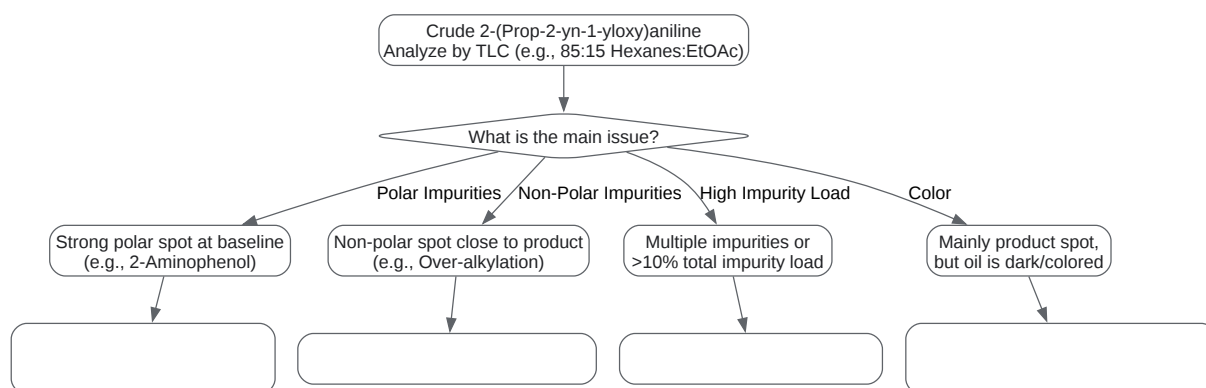 Crude 2-(Prop-2-yn-1-yloxy)aniline
Analyze by TLC (e.g., 85:15 Hexanes:EtOAc)
What is the main issue?
Polar Impurities
Non-Polar Impurities
High Impurity Load
Color
Strong polar spot at baseline
(e.g., 2-Aminophenol)
Non-polar spot close to product
(e.g., Over-alkylation)
Multiple impurities or
>10% total impurity load
Mainly product spot,
but oil is dark/colored